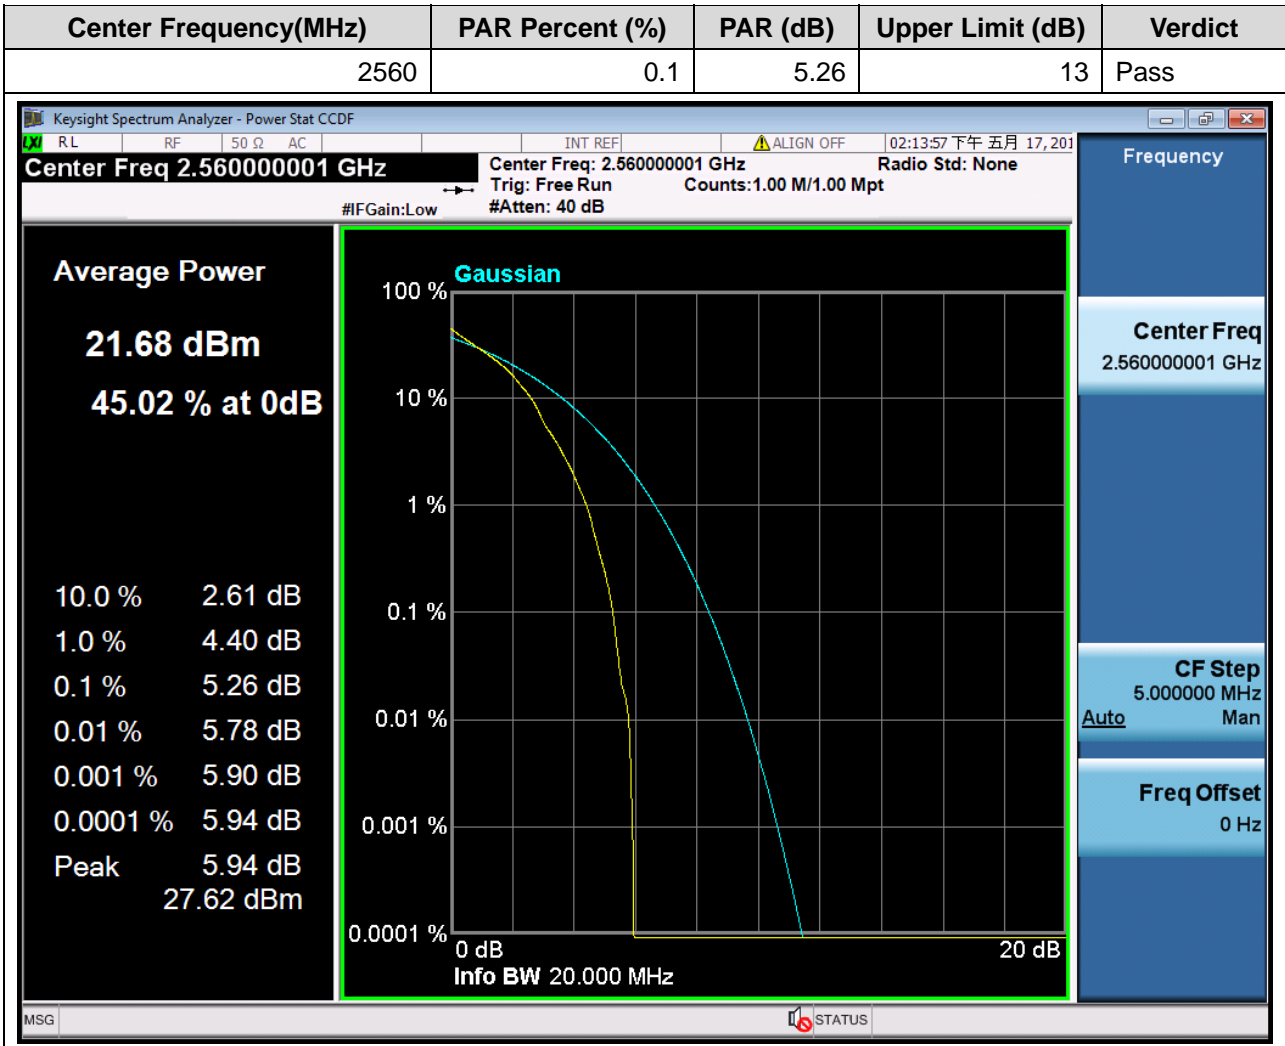 Center Frequency(MHz) PAR Percent (%) PAR (dB) Upper Limit (dB) Verdict
2560 0.1 5.26 13 Pass
Keysight Spectrum Analyzer - Power Stat CCDF
LXI RL RF 50 Ω AC INT REF ALIGN OFF 02:13:57 下午 五月 17, 201
Center Freq 2.560000001 GHz
Center Freq: 2.560000001 GHz Radio Std: None
Trig: Free Run Counts:1.00 M/1.00 Mpt
#IFGain:Low #Atten: 40 dB
Average Power
21.68 dBm
45.02 % at 0dB
10.0 % 2.61 dB
1.0 % 4.40 dB
0.1 % 5.26 dB
0.01 % 5.78 dB
0.001 % 5.90 dB
0.0001 % 5.94 dB
Peak 5.94 dB
27.62 dBm
Gaussian
100 %
10 %
1 %
0.1 %
0.01 %
0.001 %
0.0001 %
0 dB 20 dB
Info BW 20.000 MHz
Frequency
Center Freq
2.560000001 GHz
CF Step
5.000000 MHz
Auto Man
Freq Offset
0 Hz
MSG STATUS